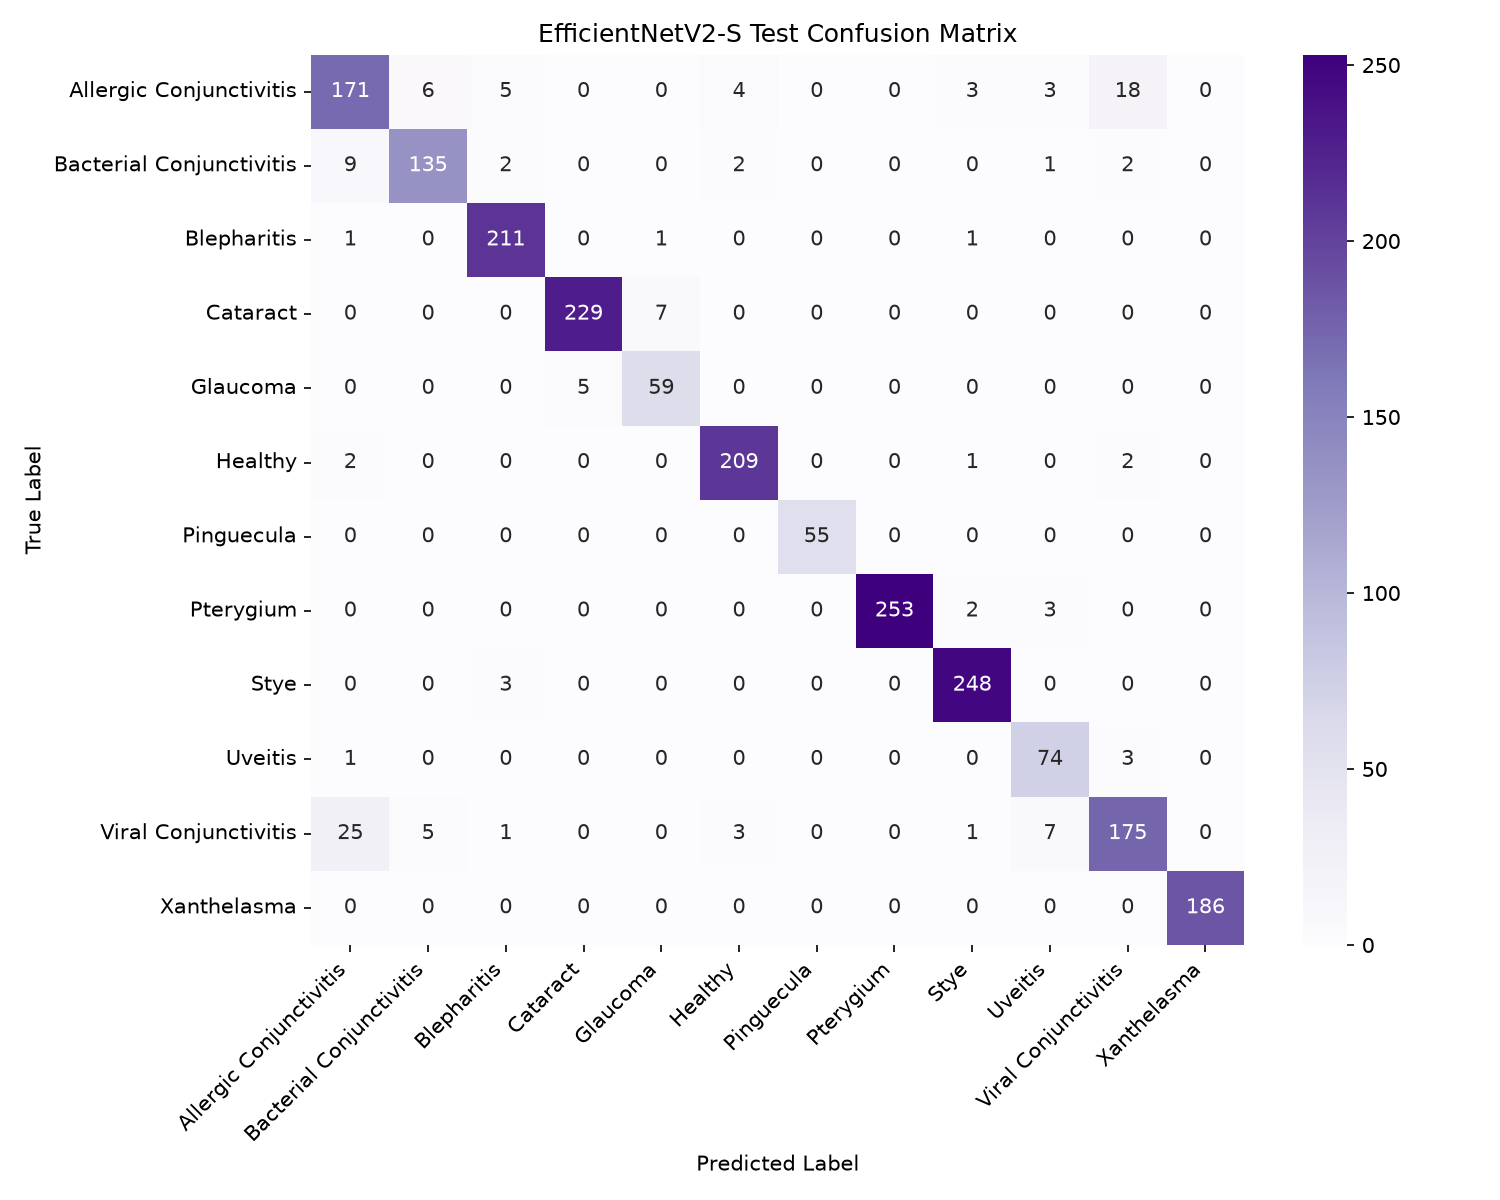 EfficientNetV2-S Test Confusion Matrix
Allergic Conjunctivitis 171 6 5 0 0 4 0 0 3 3 18 0
Bacterial Conjunctivitis 9 135 2 0 0 2 0 0 0 1 2 0
Blepharitis 1 0 211 0 1 0 0 0 1 0 0 0
Cataract 0 0 0 229 7 0 0 0 0 0 0 0
Glaucoma 0 0 0 5 59 0 0 0 0 0 0 0
Healthy 2 0 0 0 0 209 0 0 1 0 2 0
Pinguecula 0 0 0 0 0 0 55 0 0 0 0 0
Pterygium 0 0 0 0 0 0 0 253 2 3 0 0
Stye 0 0 3 0 0 0 0 0 248 0 0 0
Uveitis 1 0 0 0 0 0 0 0 0 74 3 0
Viral Conjunctivitis 25 5 1 0 0 3 0 0 1 7 175 0
Xanthelasma 0 0 0 0 0 0 0 0 0 0 0 186
True Label
Allergic Conjunctivitis
Bacterial Conjunctivitis
Blepharitis
Cataract
Glaucoma
Healthy
Pinguecula
Pterygium
Stye
Uveitis
Viral Conjunctivitis
Xanthelasma
Predicted Label
250
200
150
100
50
0